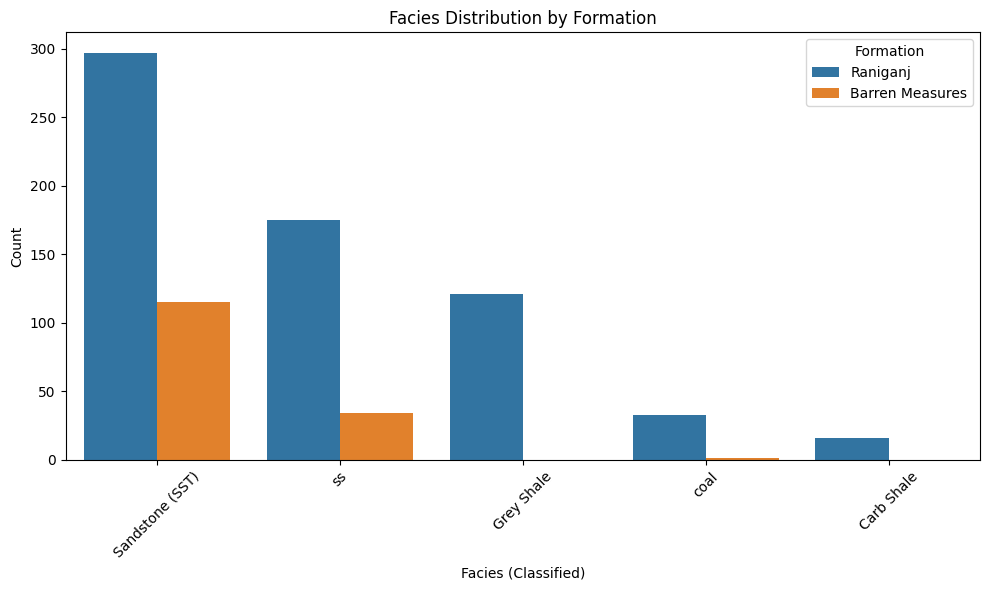 Facies Distribution by Formation
Formation
Raniganj
Barren Measures
Count
300
250
200
150
100
50
0
Sandstone (SST)
ss
Grey Shale
coal
Carb Shale
Facies (Classified)